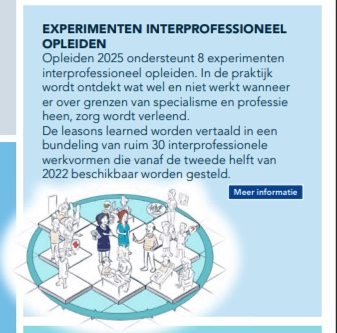 EXPERIMENTEN INTERPROFESSIONEEL
OPLEIDEN
Opleiden 2025 ondersteunt 8 experimenten
interprofessioneel opleiden. In de praktijk
wordt ontdekt wat wel en niet werkt wanneer
er over grenzen van specialisme en professie
heen, zorg wordt verleend.
De leasons learned worden vertaald in een
bundeling van ruim 30 interprofessionele
werkvormen die vanaf de tweede helft van
2022 beschikbaar worden gesteld.
Meer informatie